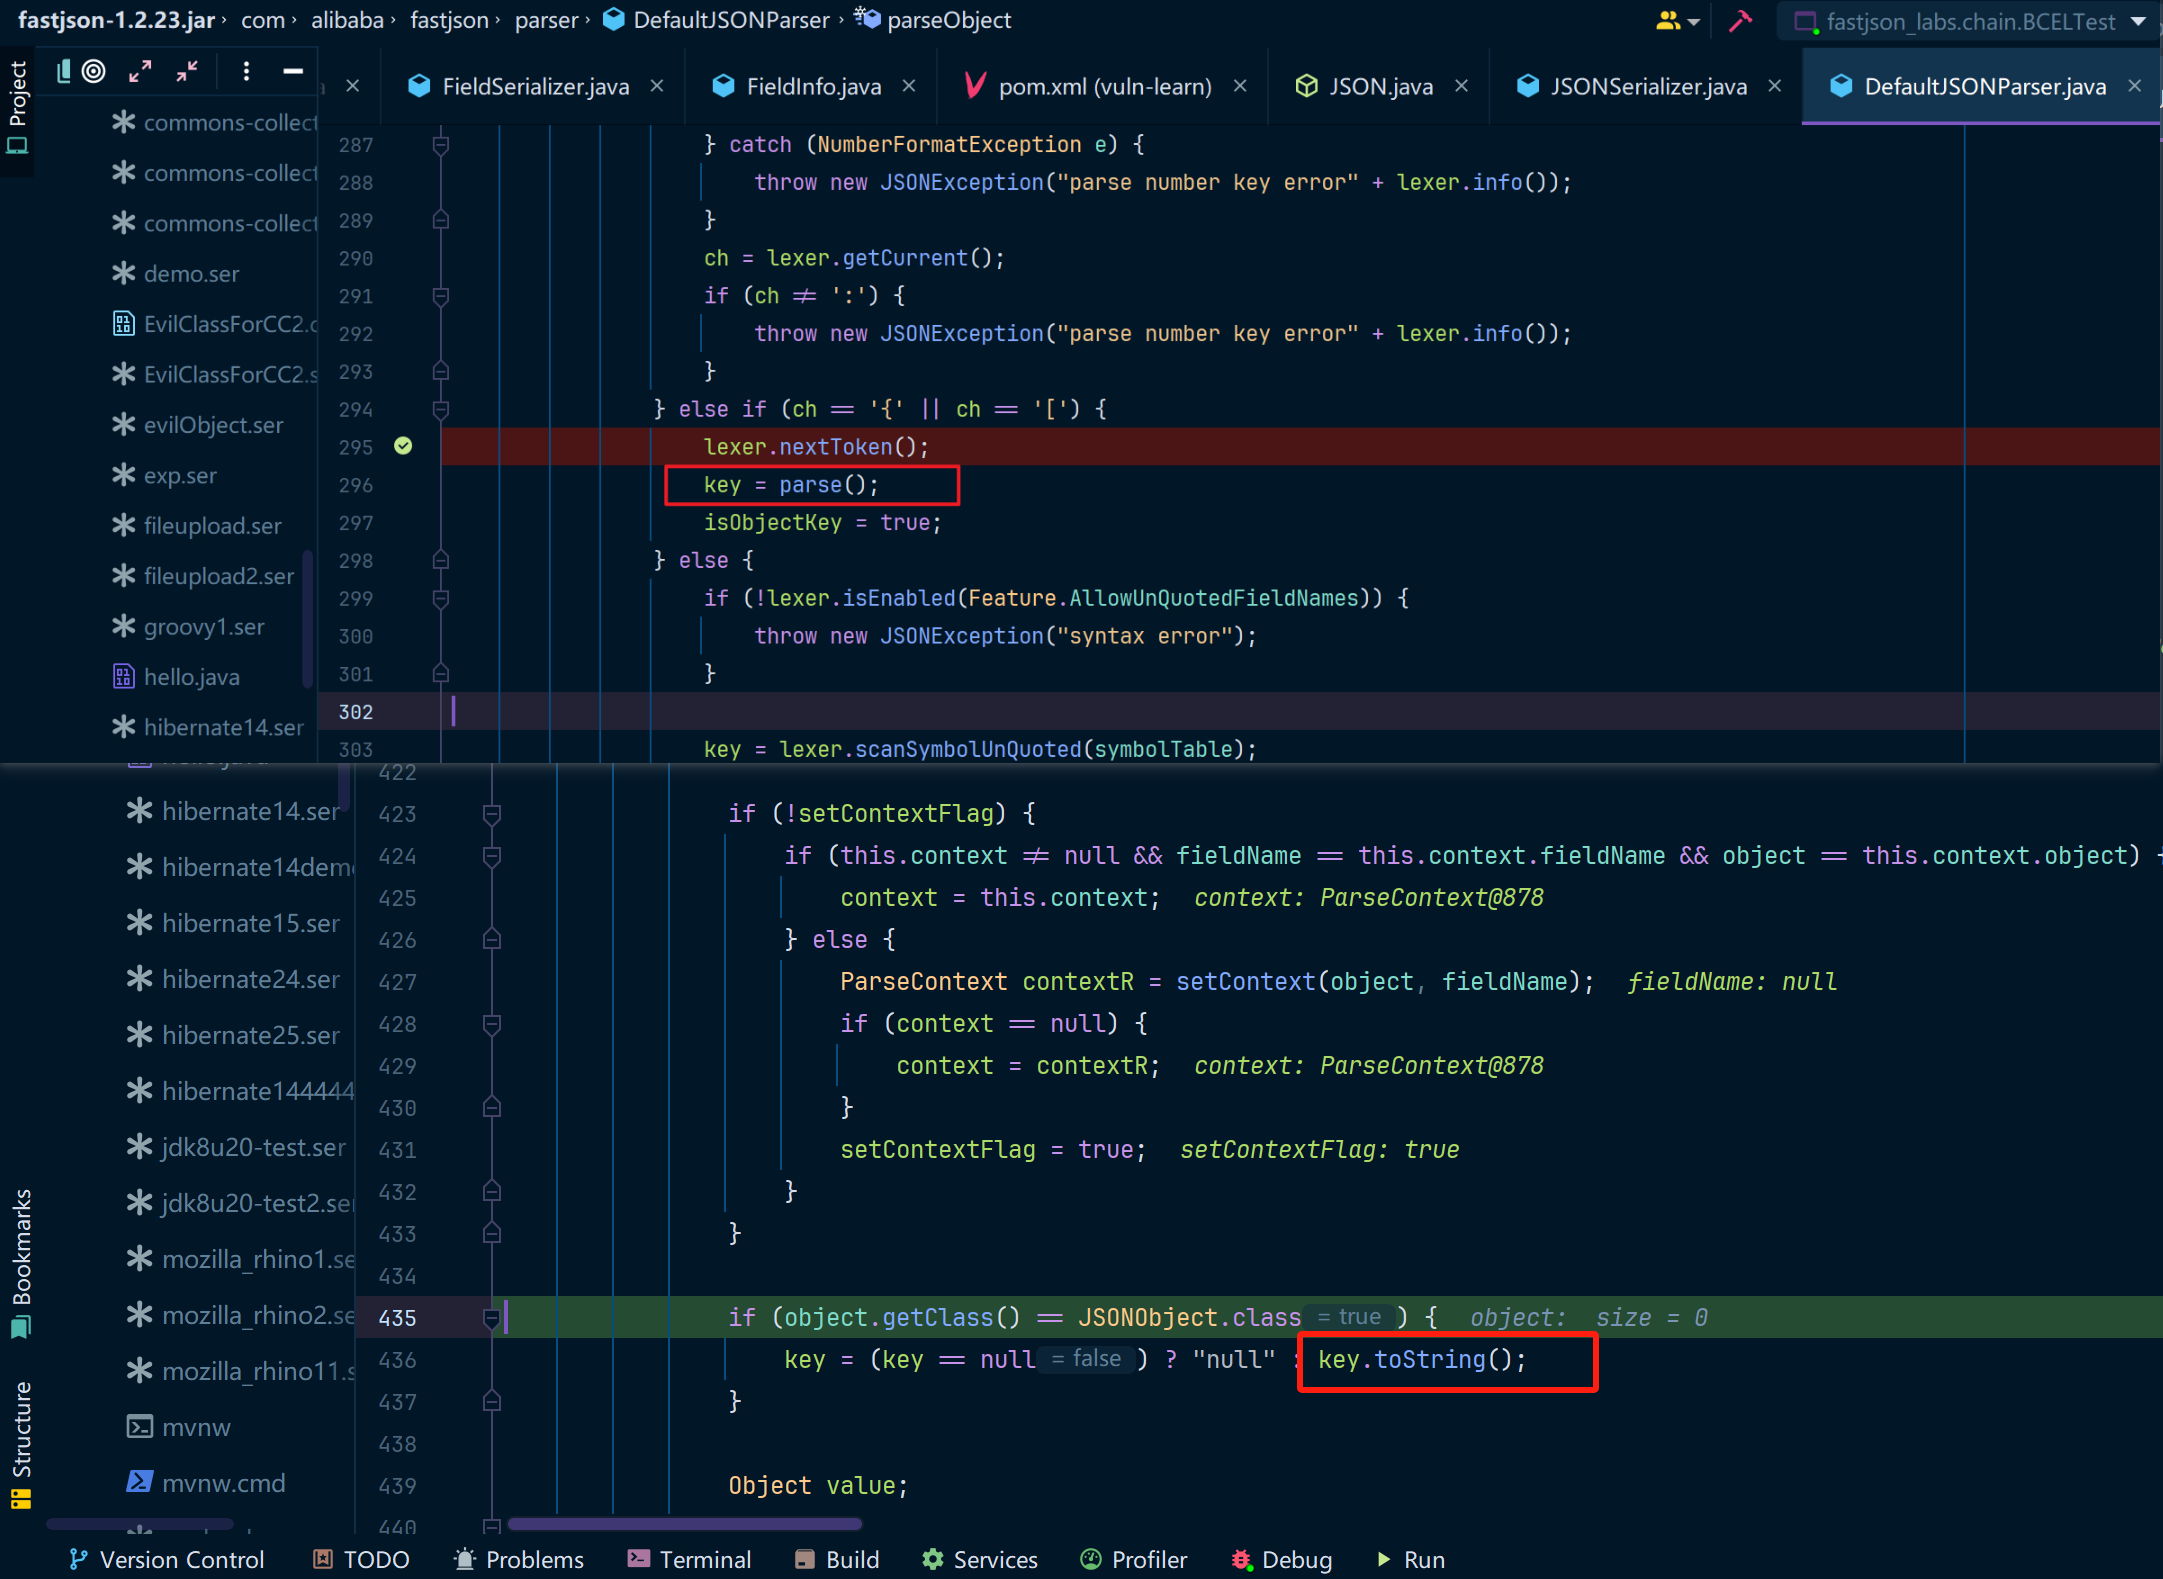 fastjson-1.2.23.jar › com › alibaba › fastjson › parser › DefaultJSONParser › parseObject
fastjson_labs.chain.BCELTest
FieldSerializer.java
FieldInfo.java
pom.xml (vuln-learn)
JSON.java
JSONSerializer.java
DefaultJSONParser.java
Project
commons-collect
commons-collect
commons-collect
demo.ser
EvilClassForCC2.c
EvilClassForCC2.s
evilObject.ser
exp.ser
fileupload.ser
fileupload2.ser
groovy1.ser
hello.java
hibernate14.ser
287 } catch (NumberFormatException e) {
288 throw new JSONException("parse number key error" + lexer.info());
289 }
290 ch = lexer.getCurrent();
291 if (ch ≠ ':') {
292 throw new JSONException("parse number key error" + lexer.info());
293 }
294 } else if (ch == '{' || ch == '[') {
295 lexer.nextToken();
296 key = parse();
297 isObjectKey = true;
298 } else {
299 if (!lexer.isEnabled(Feature.AllowUnQuotedFieldNames)) {
300 throw new JSONException("syntax error");
301 }
302
303 key = lexer.scanSymbolUnQuoted(symbolTable);
hibernate14.ser
hibernate14dem
hibernate15.ser
hibernate24.ser
hibernate25.ser
hibernate144444
jdk8u20-test.ser
jdk8u20-test2.se
mozilla_rhino1.se
mozilla_rhino2.se
mozilla_rhino11.s
mvnw
mvnw.cmd
422
423 if (!setContextFlag) {
424 if (this.context ≠ null && fieldName == this.context.fieldName && object == this.context.object) {
425 context = this.context; context: ParseContext@878
426 } else {
427 ParseContext contextR = setContext(object, fieldName); fieldName: null
428 if (context == null) {
429 context = contextR; context: ParseContext@878
430 }
431 setContextFlag = true; setContextFlag: true
432 }
433 }
434
435 if (object.getClass() == JSONObject.class = true ) { object: size = 0
436 key = (key == null = false ) ? "null" : key.toString();
437 }
438
439 Object value;
440
Bookmarks
Structure
Version Control
TODO
Problems
Terminal
Build
Services
Profiler
Debug
Run